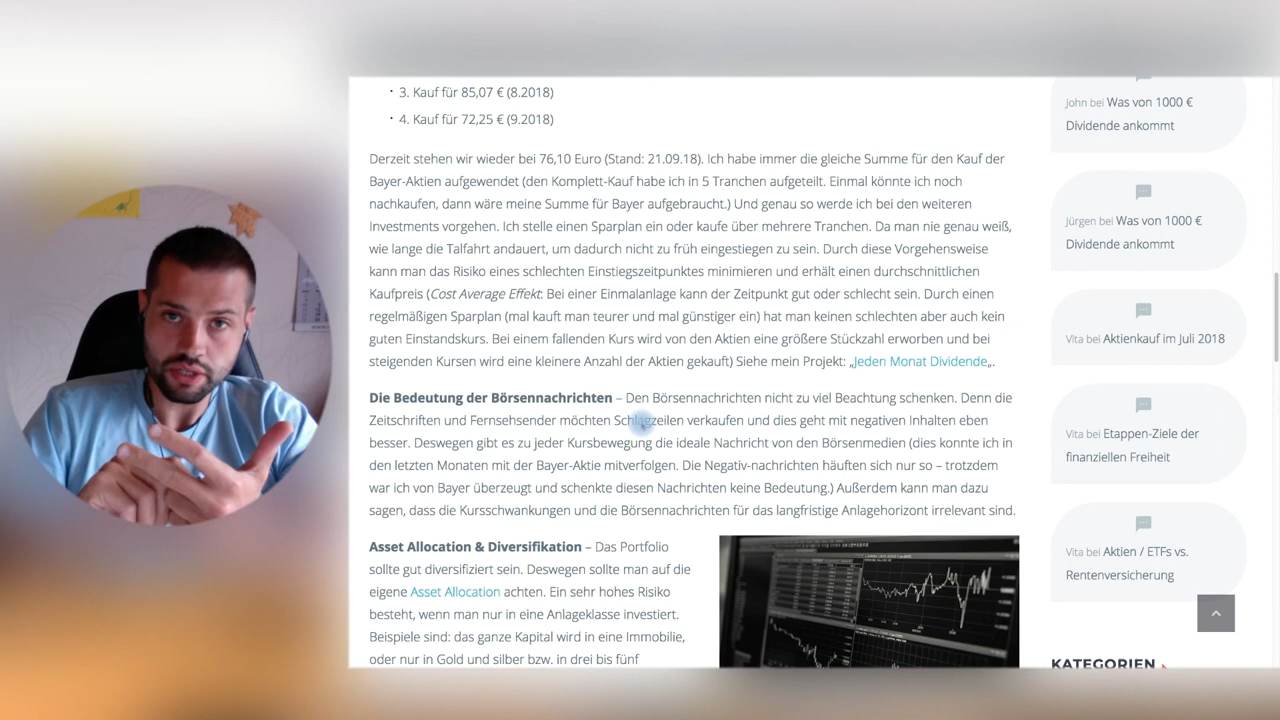 3. Kauf für 85,07 € (8.2018)
4. Kauf für 72,25 € (9.2018)
Derzeit stehen wir wieder bei 76,10 Euro (Stand: 21.09.18). Ich habe immer die gleiche Summe für den Kauf der
Bayer-Aktien aufgewendet (den Komplett-Kauf habe ich in 5 Tranchen aufgeteilt. Einmal könnte ich noch
nachkaufen, dann wäre meine Summe für Bayer aufgebraucht.) Und genau so werde ich bei den weiteren
Investments vorgehen. Ich stelle einen Sparplan ein oder kaufe über mehrere Tranchen. Da man nie genau weiß,
wie lange die Talfahrt andauert, um dadurch nicht zu früh eingestiegen zu sein. Durch diese Vorgehensweise
kann man das Risiko eines schlechten Einstiegszeitpunktes minimieren und erhält einen durchschnittlichen
Kaufpreis (Cost Average Effekt: Bei einer Einmalanlage kann der Zeitpunkt gut oder schlecht sein. Durch einen
regelmäßigen Sparplan (mal kauft man teurer und mal günstiger ein) hat man keinen schlechten aber auch kein
guten Einstandskurs. Bei einem fallenden Kurs wird von den Aktien eine größere Stückzahl erworben und bei
steigenden Kursen wird eine kleinere Anzahl der Aktien gekauft) Siehe mein Projekt: „Jeden Monat Dividende„.
Die Bedeutung der Börsennachrichten – Den Börsennachrichten nicht zu viel Beachtung schenken. Denn die
Zeitschriften und Fernsehsender möchten Schlagzeilen verkaufen und dies geht mit negativen Inhalten eben
besser. Deswegen gibt es zu jeder Kursbewegung die ideale Nachricht von den Börsenmedien (dies konnte ich in
den letzten Monaten mit der Bayer-Aktie mitverfolgen. Die Negativ-nachrichten häuften sich nur so – trotzdem
war ich von Bayer überzeugt und schenkte diesen Nachrichten keine Bedeutung.) Außerdem kann man dazu
sagen, dass die Kursschwankungen und die Börsennachrichten für das langfristige Anlagehorizont irrelevant sind.
Asset Allocation & Diversifikation – Das Portfolio
sollte gut diversifiziert sein. Deswegen sollte man auf die
eigene Asset Allocation achten. Ein sehr hohes Risiko
besteht, wenn man nur in eine Anlageklasse investiert.
Beispiele sind: das ganze Kapital wird in eine Immobilie,
oder nur in Gold und silber bzw. in drei bis fünf
John bei Was von 1000 €
Dividende ankommt
Jürgen bei Was von 1000 €
Dividende ankommt
Vita bei Aktienkauf im Juli 2018
Vita bei Etappen-Ziele der
finanziellen Freiheit
Vita bei Aktien / ETFs vs.
Rentenversicherung
KATEGORIEN